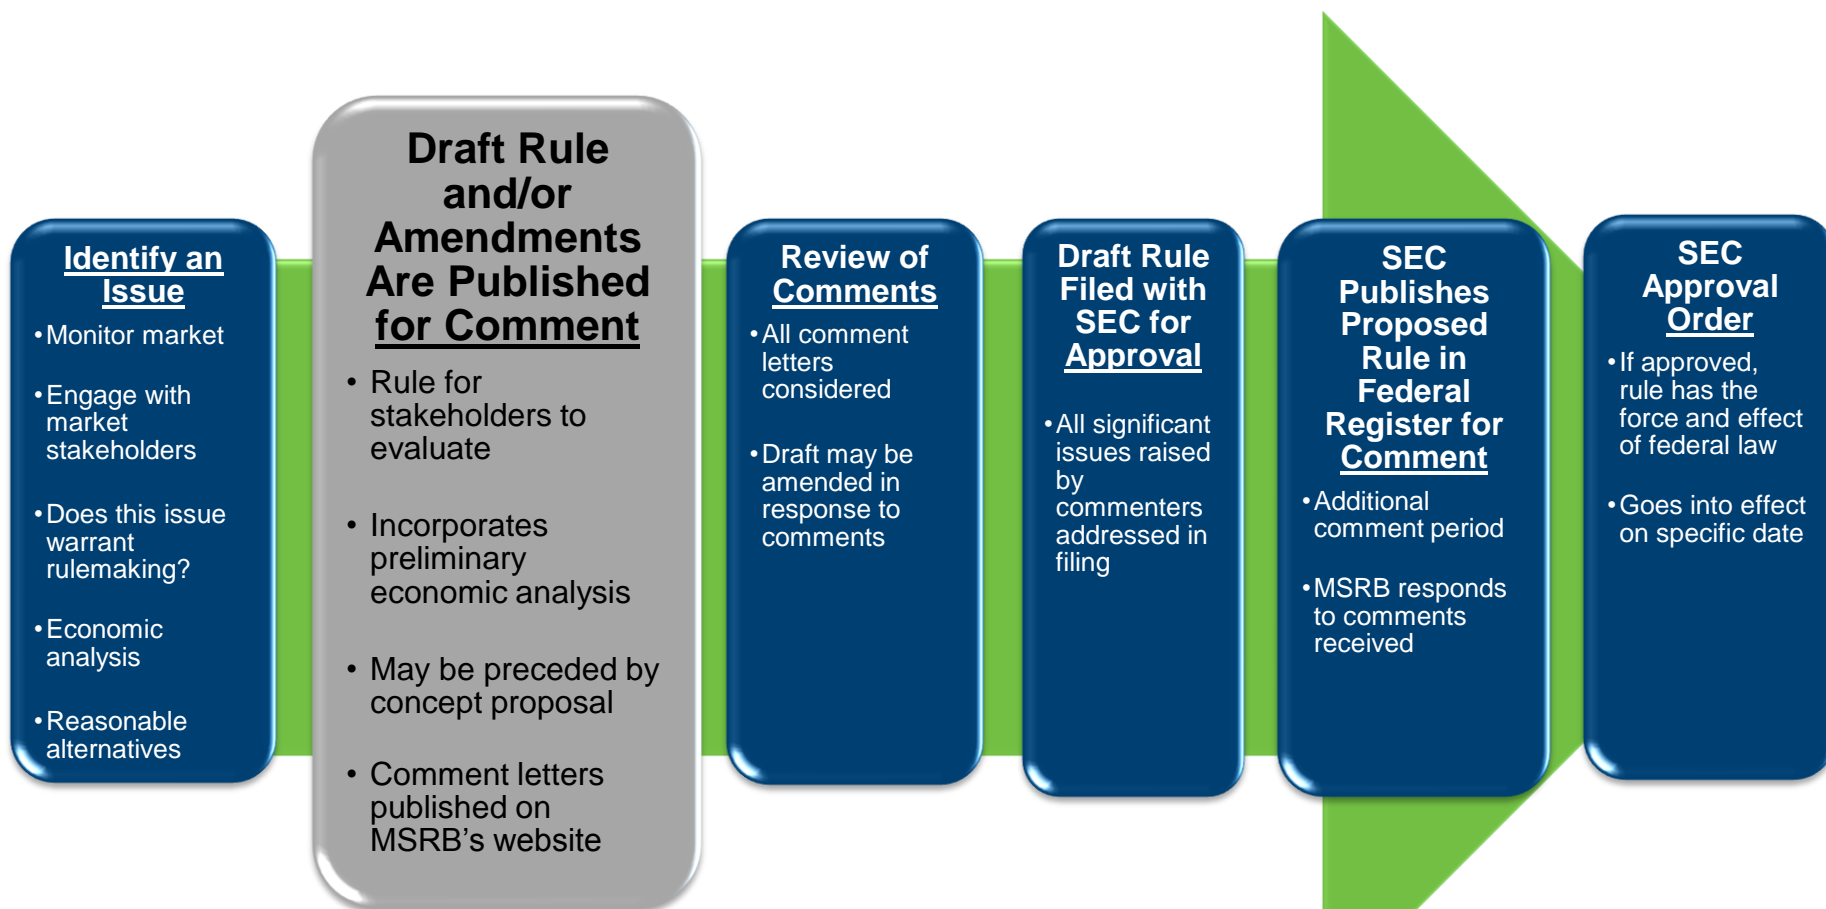 Identify an
Issue
•Monitor market
•Engage with
market
stakeholders
•Does this issue
warrant
rulemaking?
•Economic
analysis
•Reasonable
alternatives
Draft Rule
and/or
Amendments
Are Published
for Comment
• Rule for
stakeholders to
evaluate
• Incorporates
preliminary
economic analysis
• May be preceded by
concept proposal
• Comment letters
published on
MSRB’s website
Review of
Comments
•All comment
letters
considered
•Draft may be
amended in
response to
comments
Draft Rule
Filed with
SEC for
Approval
•All significant
issues raised
by
commenters
addressed in
filing
SEC
Publishes
Proposed
Rule in
Federal
Register for
Comment
•Additional
comment period
•MSRB responds
to comments
received
SEC
Approval
Order
•If approved,
rule has the
force and effect
of federal law
•Goes into effect
on specific date